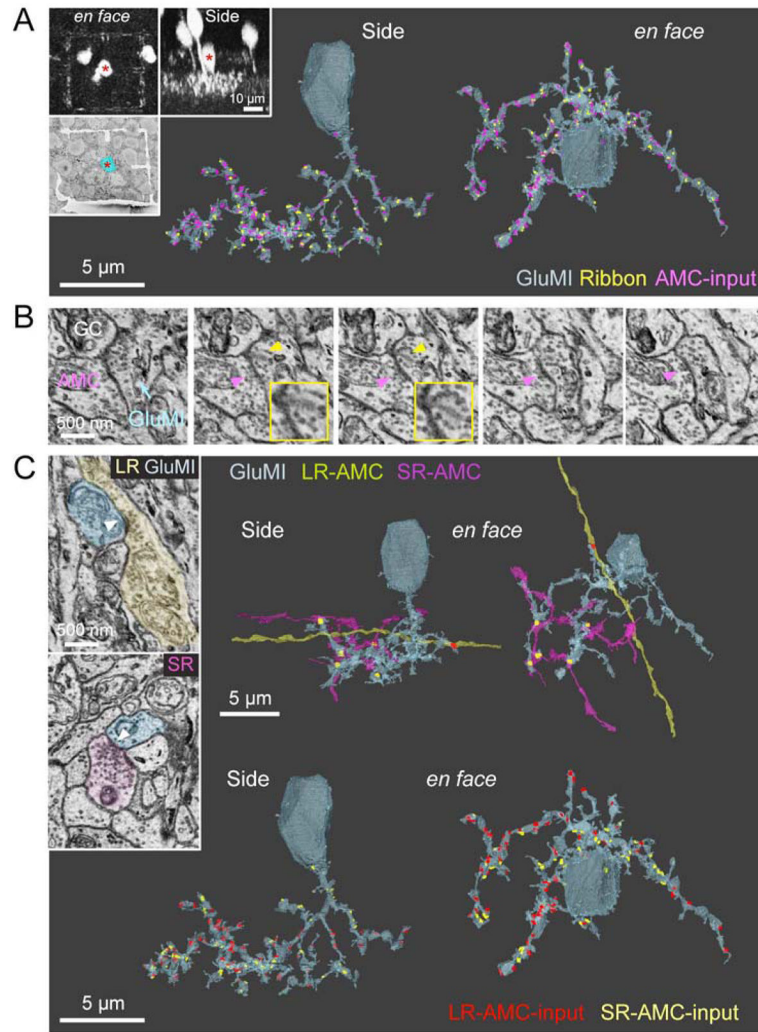 A
en face
Side
10 µm
Side
en face
5 µm
GluMI Ribbon AMC-input
B
GC
AMC
GluMI
500 nm
C
LR GluMI
500 nm
SR
GluMI LR-AMC SR-AMC
Side
en face
5 µm
Side
en face
5 µm
LR-AMC-input SR-AMC-input